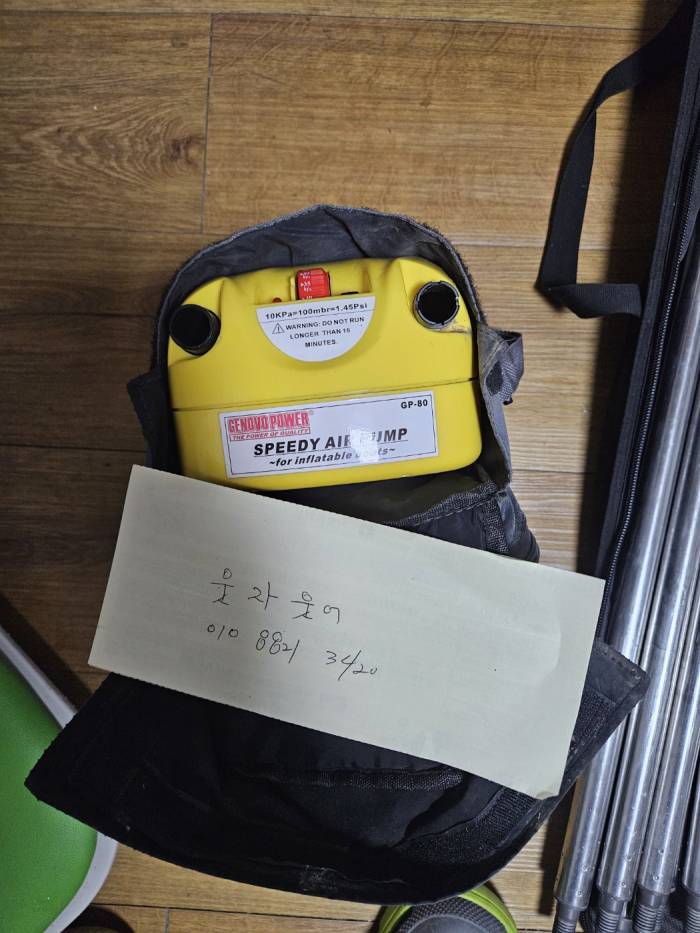 10KPa=100mbr=1.45Psi
WARNING: DO NOT RUN
LONGER THAN 15
MINUTES.
GP-80
GENOVO POWER
THE POWER OF QUALITY
SPEEDY AIR PUMP
~for inflatable boats~
웃자웃어
010 8821 3420